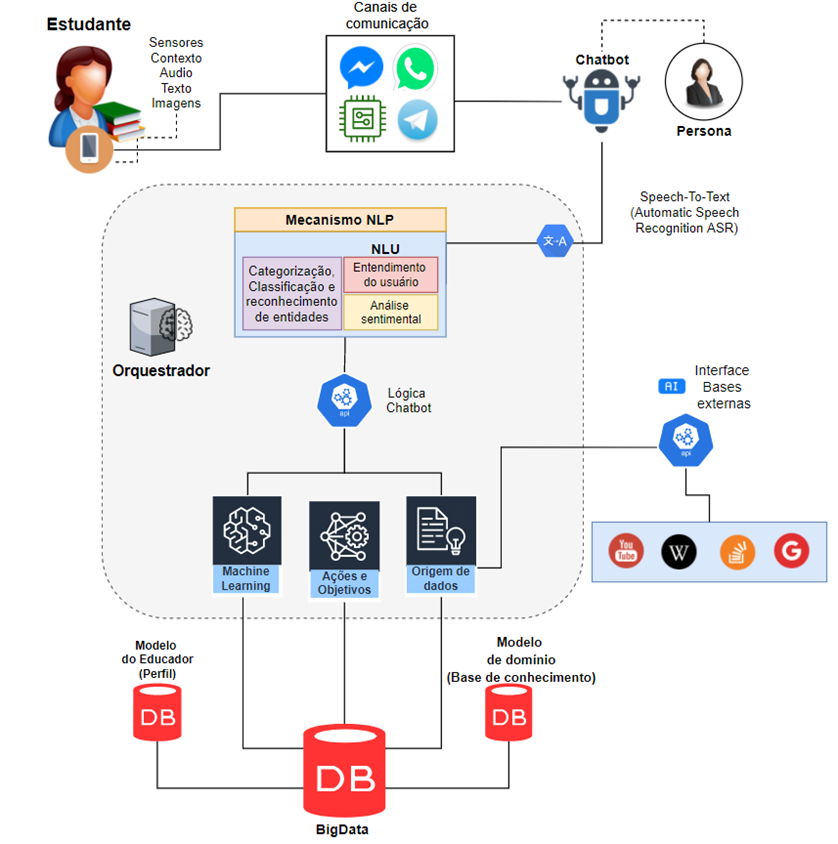 Estudante
Sensores
Contexto
Audio
Texto
Imagens
Canais de
comunicação
Chatbot
Persona
Speech-To-Text
(Automatic Speech
Recognition ASR)
文→A
Mecanismo NLP
NLU
Categorização,
Classificação e
reconhecimento
de entidades
Entendimento
do usuário
Análise
sentimental
Orquestrador
api
Lógica
Chatbot
AI
Interface
Bases
externas
api
You
Tube
W
G
Machine
Learning
Ações e
Objetivos
Origem de
dados
Modelo
do Educador
(Perfil)
DB
Modelo
de domínio
(Base de conhecimento)
DB
DB
BigData